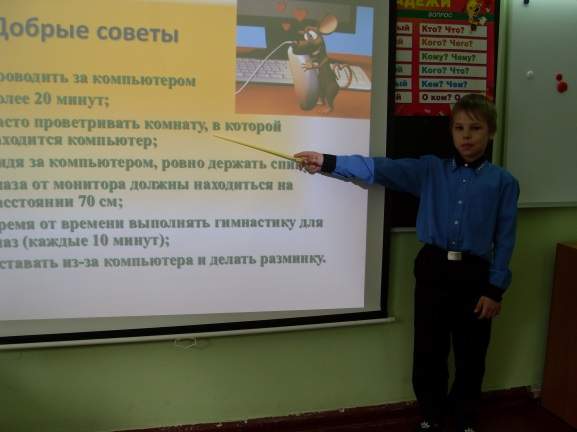 Добрые советы
роводить за компьютером
олее 20 минут;
асто проветривать комнату, в которой
аходится компьютер;
идя за компьютером, ровно держать спин
лаза от монитора должны находиться на
асстоянии 70 см;
ремя от времени выполнять гимнастику для
лаз (каждые 10 минут);
ставать из-за компьютера и делать разминку.
ДЕЖИ
ВОПРОС
Кто? Что?
Кого? Чего?
Кому? Чему?
Кого? Что?
Кем? Чем?
О ком? О